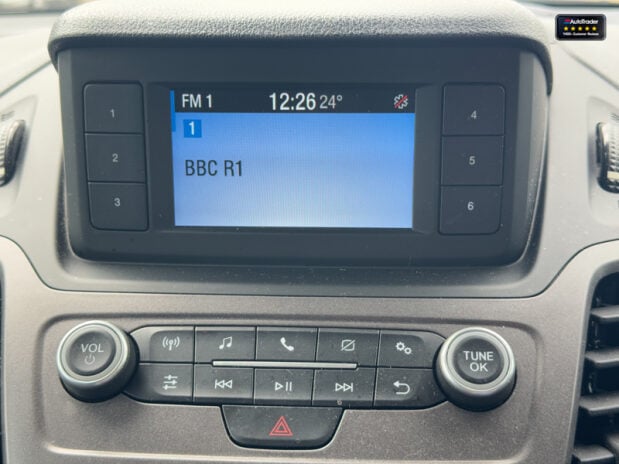 AutoTrader
FM 1 12:26 24°
1
BBC R1
1
2
3
4
5
6
VOL
TUNE
OK